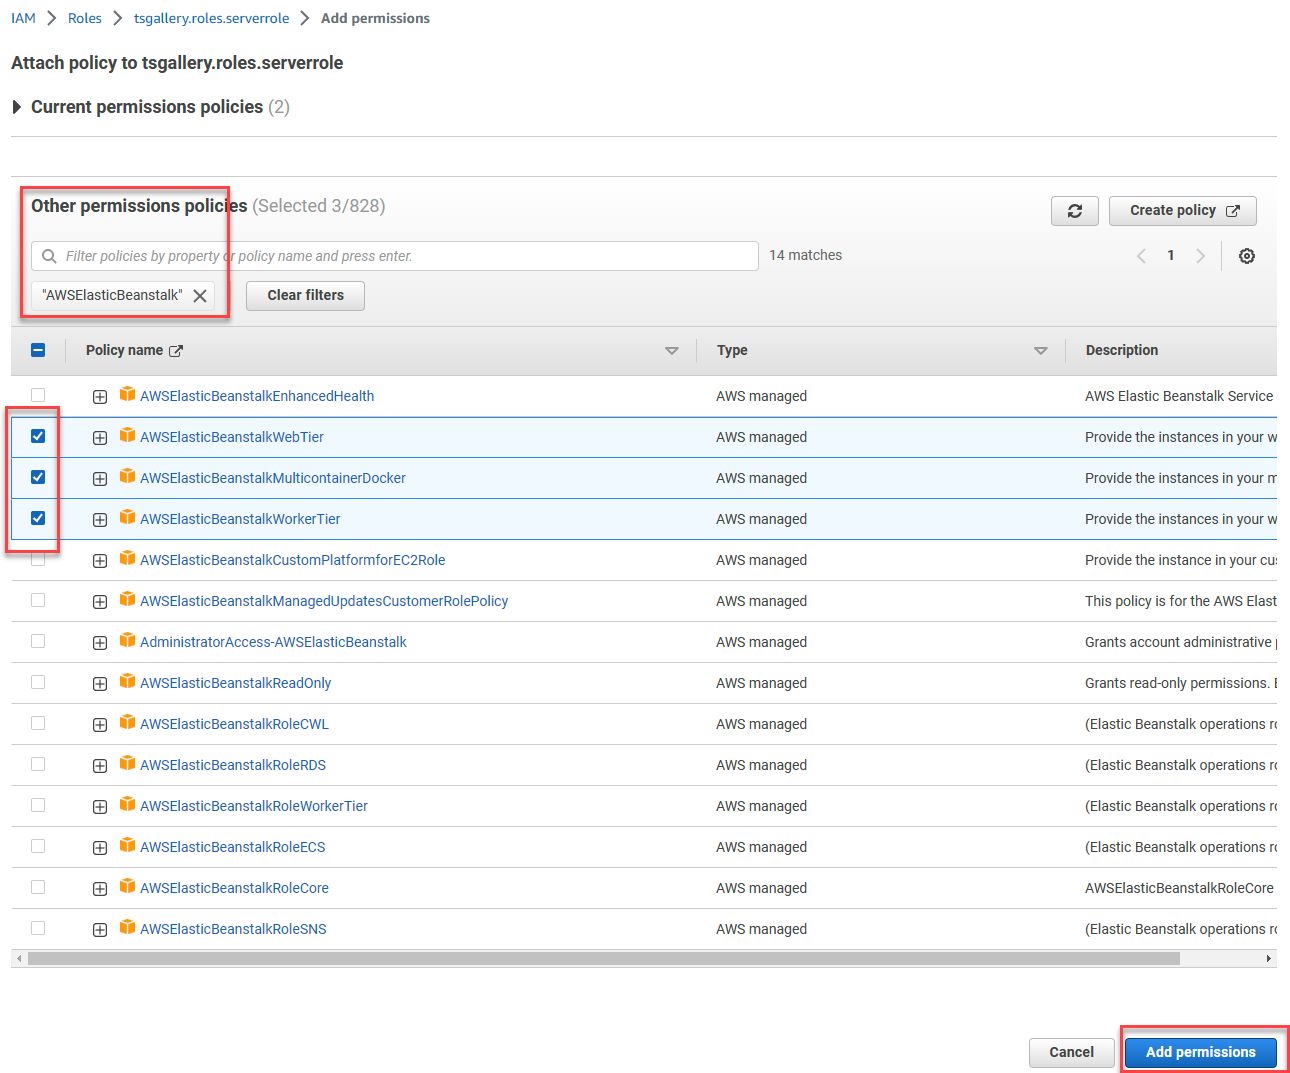 IAM > Roles > tsgallery.roles.serverrole > Add permissions
Attach policy to tsgallery.roles.serverrole
Current permissions policies (2)
Other permissions policies (Selected 3/828)
Create policy
Filter policies by property or policy name and press enter.
14 matches
1
"AWSElasticBeanstalk"
Clear filters
Policy name Type Description
AWSElasticBeanstalkEnhancedHealth AWS managed AWS Elastic Beanstalk Service
AWSElasticBeanstalkWebTier AWS managed Provide the instances in your w
AWSElasticBeanstalkMulticontainerDocker AWS managed Provide the instances in your m
AWSElasticBeanstalkWorkerTier AWS managed Provide the instances in your w
AWSElasticBeanstalkCustomPlatformforEC2Role AWS managed Provide the instance in your cus
AWSElasticBeanstalkManagedUpdatesCustomerRolePolicy AWS managed This policy is for the AWS Elast
AdministratorAccess-AWSElasticBeanstalk AWS managed Grants account administrative p
AWSElasticBeanstalkReadOnly AWS managed Grants read-only permissions. E
AWSElasticBeanstalkRoleCWL AWS managed (Elastic Beanstalk operations ro
AWSElasticBeanstalkRoleRDS AWS managed (Elastic Beanstalk operations ro
AWSElasticBeanstalkRoleWorkerTier AWS managed (Elastic Beanstalk operations ro
AWSElasticBeanstalkRoleECS AWS managed (Elastic Beanstalk operations ro
AWSElasticBeanstalkRoleCore AWS managed AWSElasticBeanstalkRoleCore
AWSElasticBeanstalkRoleSNS AWS managed (Elastic Beanstalk operations ro
Cancel
Add permissions